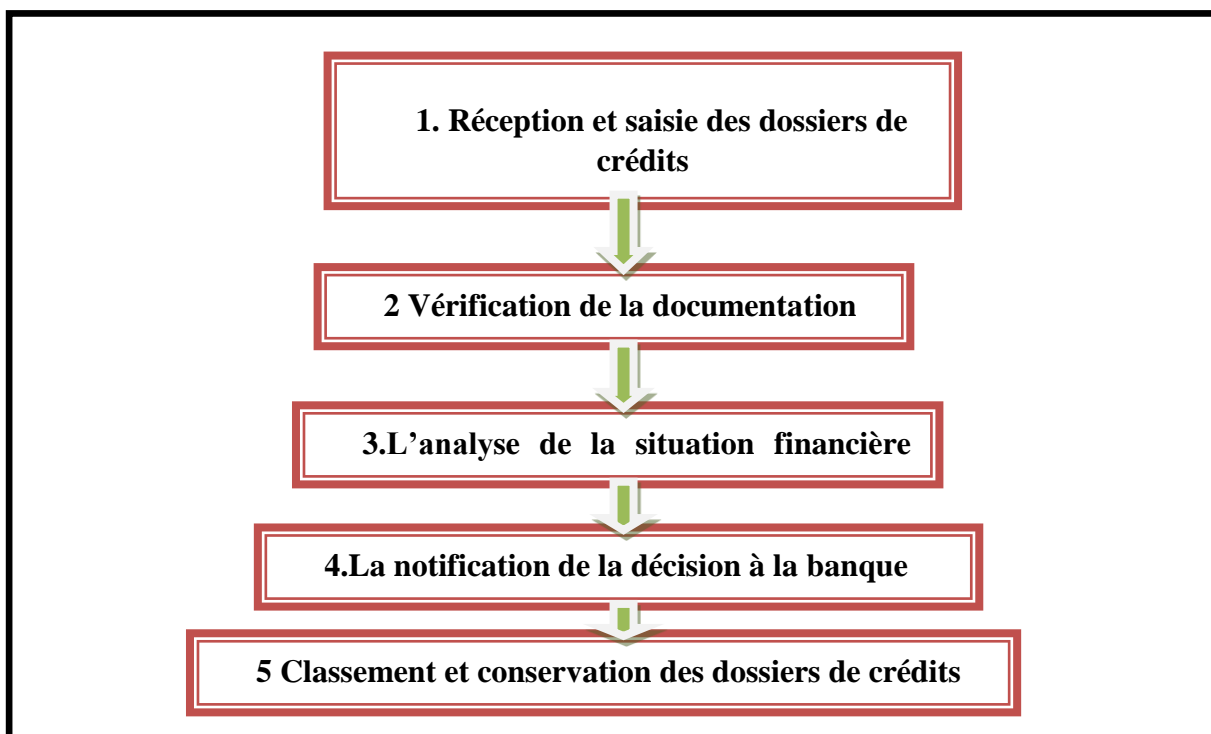 1. Réception et saisie des dossiers de
crédits
2 Vérification de la documentation
3.L’analyse de la situation financière
4.La notification de la décision à la banque
5 Classement et conservation des dossiers de crédits